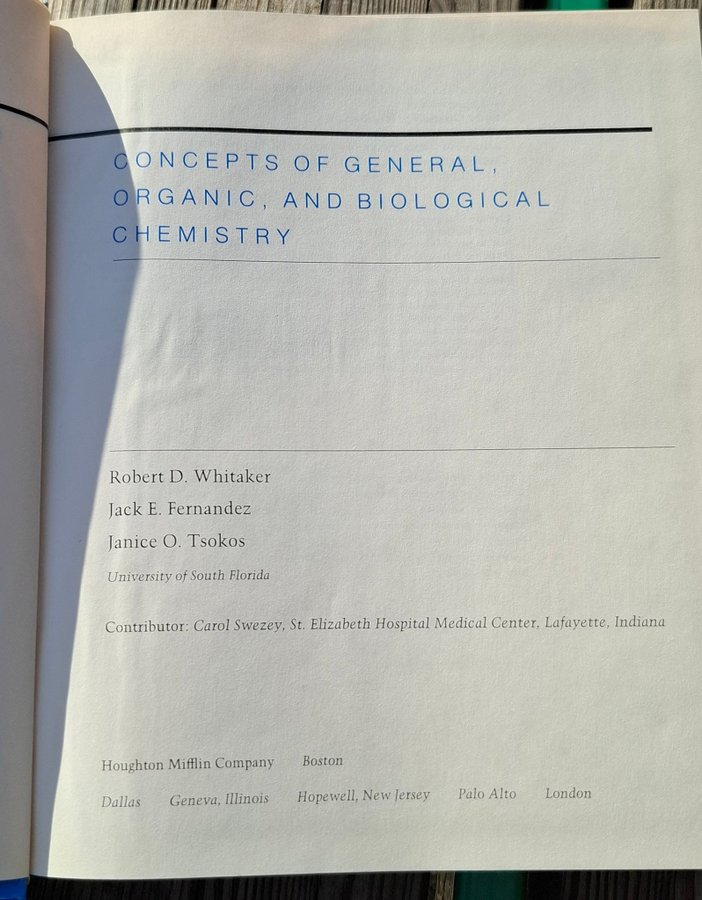 CONCEPTS OF GENERAL,
ORGANIC, AND BIOLOGICAL
CHEMISTRY
Robert D. Whitaker
Jack E. Fernandez
Janice O. Tsokos
University of South Florida
Contributor: Carol Swezey, St. Elizabeth Hospital Medical Center, Lafayette, Indiana
Houghton Mifflin Company Boston
Dallas Geneva, Illinois Hopewell, New Jersey Palo Alto London